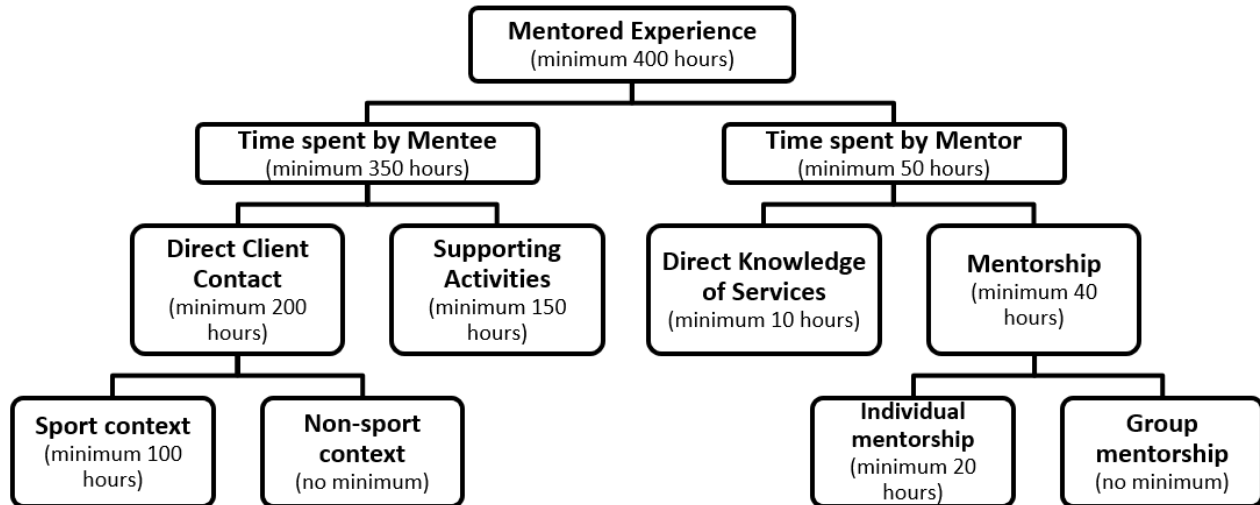 Mentored Experience
(minimum 400 hours)
Time spent by Mentee
(minimum 350 hours)
Time spent by Mentor
(minimum 50 hours)
Direct Client
Contact
(minimum 200
hours)
Supporting
Activities
(minimum 150
hours)
Direct Knowledge
of Services
(minimum 10 hours)
Mentorship
(minimum 40
hours)
Sport context
(minimum 100
hours)
Non-sport
context
(no minimum)
Individual
mentorship
(minimum 20
hours)
Group
mentorship
(no minimum)